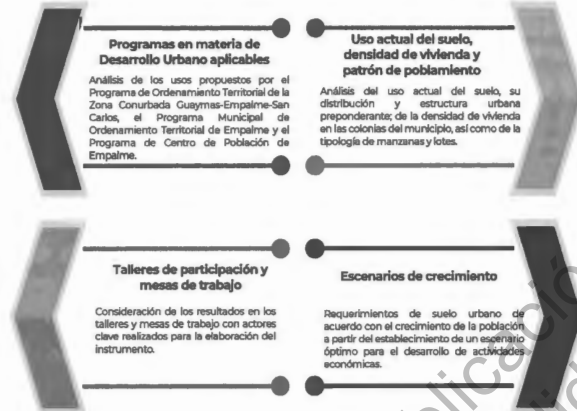 Programas en materia de
Desarrollo Urbano aplicables
Análisis de los usos propuestos por el
Programa de Ordenamiento Territorial de la
Zona Conurbada Guaymas-Empalme-San
Carlos, el Programa Municipal de
Ordenamiento Territorial de Empalme y el
Programa de Centro de Población de
Empalme.
Uso actual del suelo,
densidad de vivienda y
patrón de poblamiento
Análisis del uso actual del suelo, su
distribución y estructura urbana
preponderante; de la densidad de vivienda
en las colonias del municipio, así como de la
tipología de manzanas y lotes.
Talleres de participación y
mesas de trabajo
Consideración de los resultados en los
talleres y mesas de trabajo con actores
clave realizados para la elaboración del
instrumento.
Escenarios de crecimiento
Requerimientos de suelo urbano de
acuerdo con el crecimiento de la población
a partir del establecimiento de un escenario
óptimo para el desarrollo de actividades
económicas.